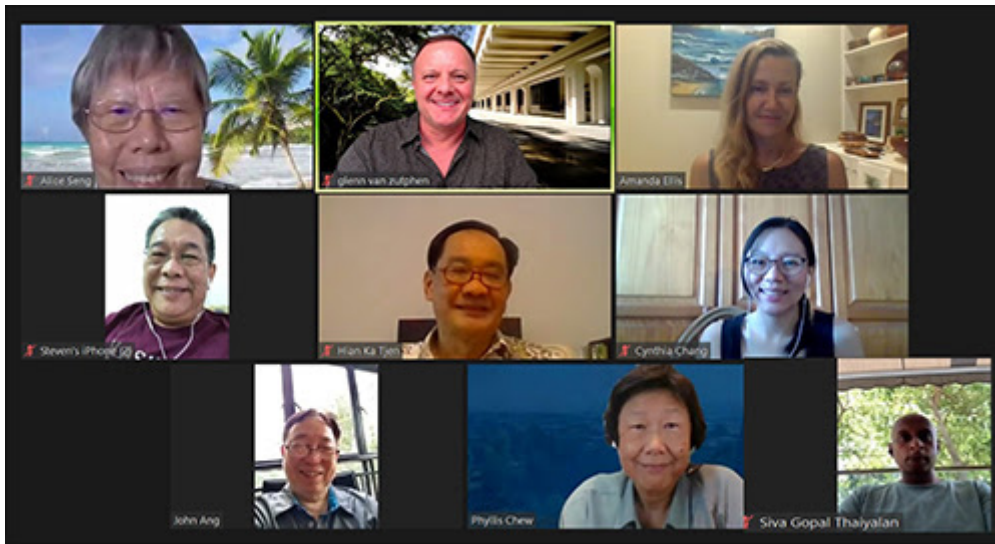 Alice Seng
glenn van zutphen
Amanda Ellis
Steven's iPhone (2)
Hian Ka Tjen
Cynthia Chang
John Ang
Phyllis Chew
Siva Gopal Thaiyalan